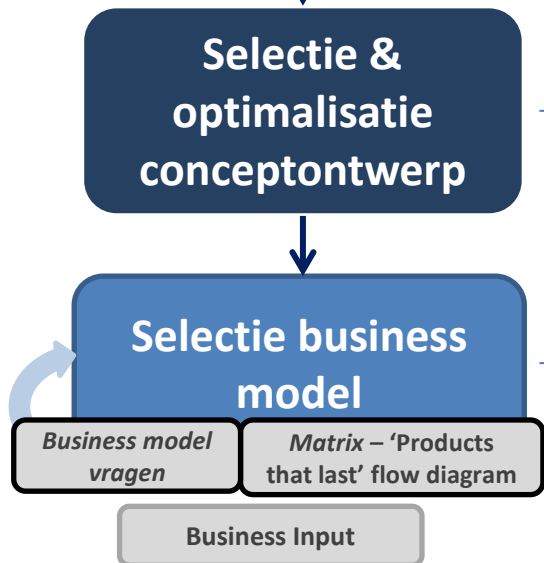 Selectie &
optimalisatie
conceptontwerp
Selectie business
model
Business model
vragen
Matrix – ‘Products
that last’ flow diagram
Business Input